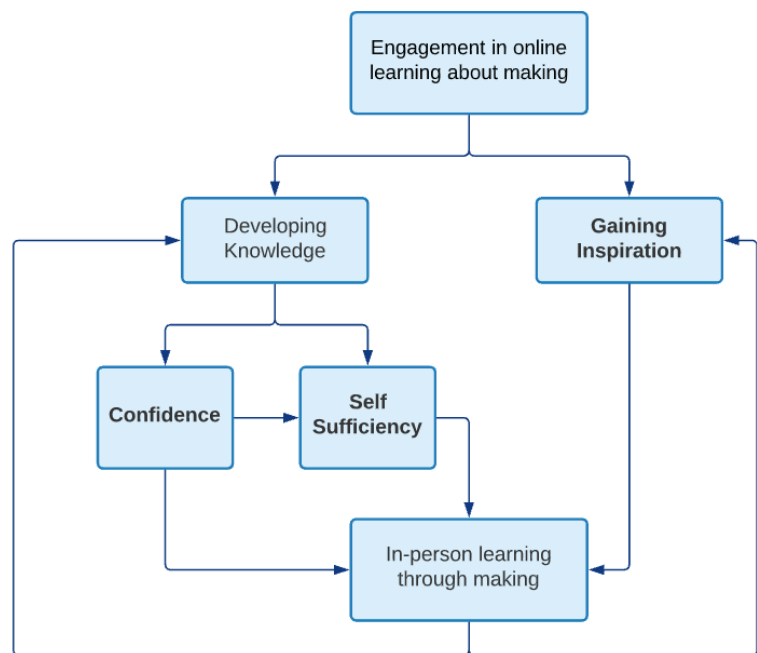 Engagement in online
learning about making
Developing
Knowledge
Gaining
Inspiration
Confidence
Self
Sufficiency
In-person learning
through making